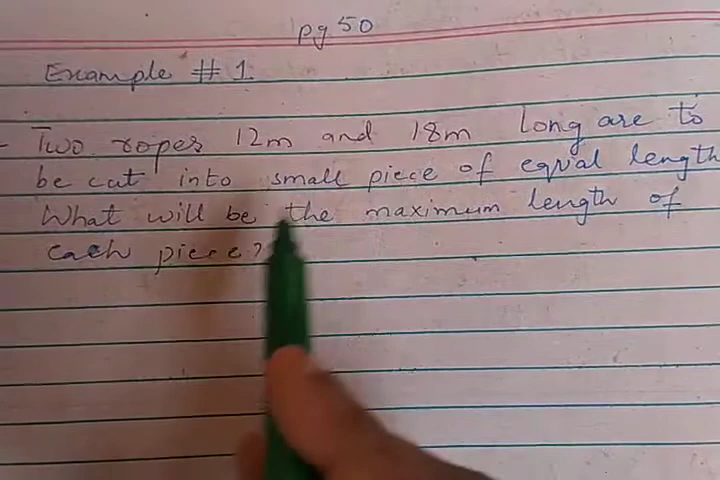 pg 50
Example # 1.
Two ropes 12m and 18m long are to
be cut into small piece of equal length
What will be the maximum length of
each piece?